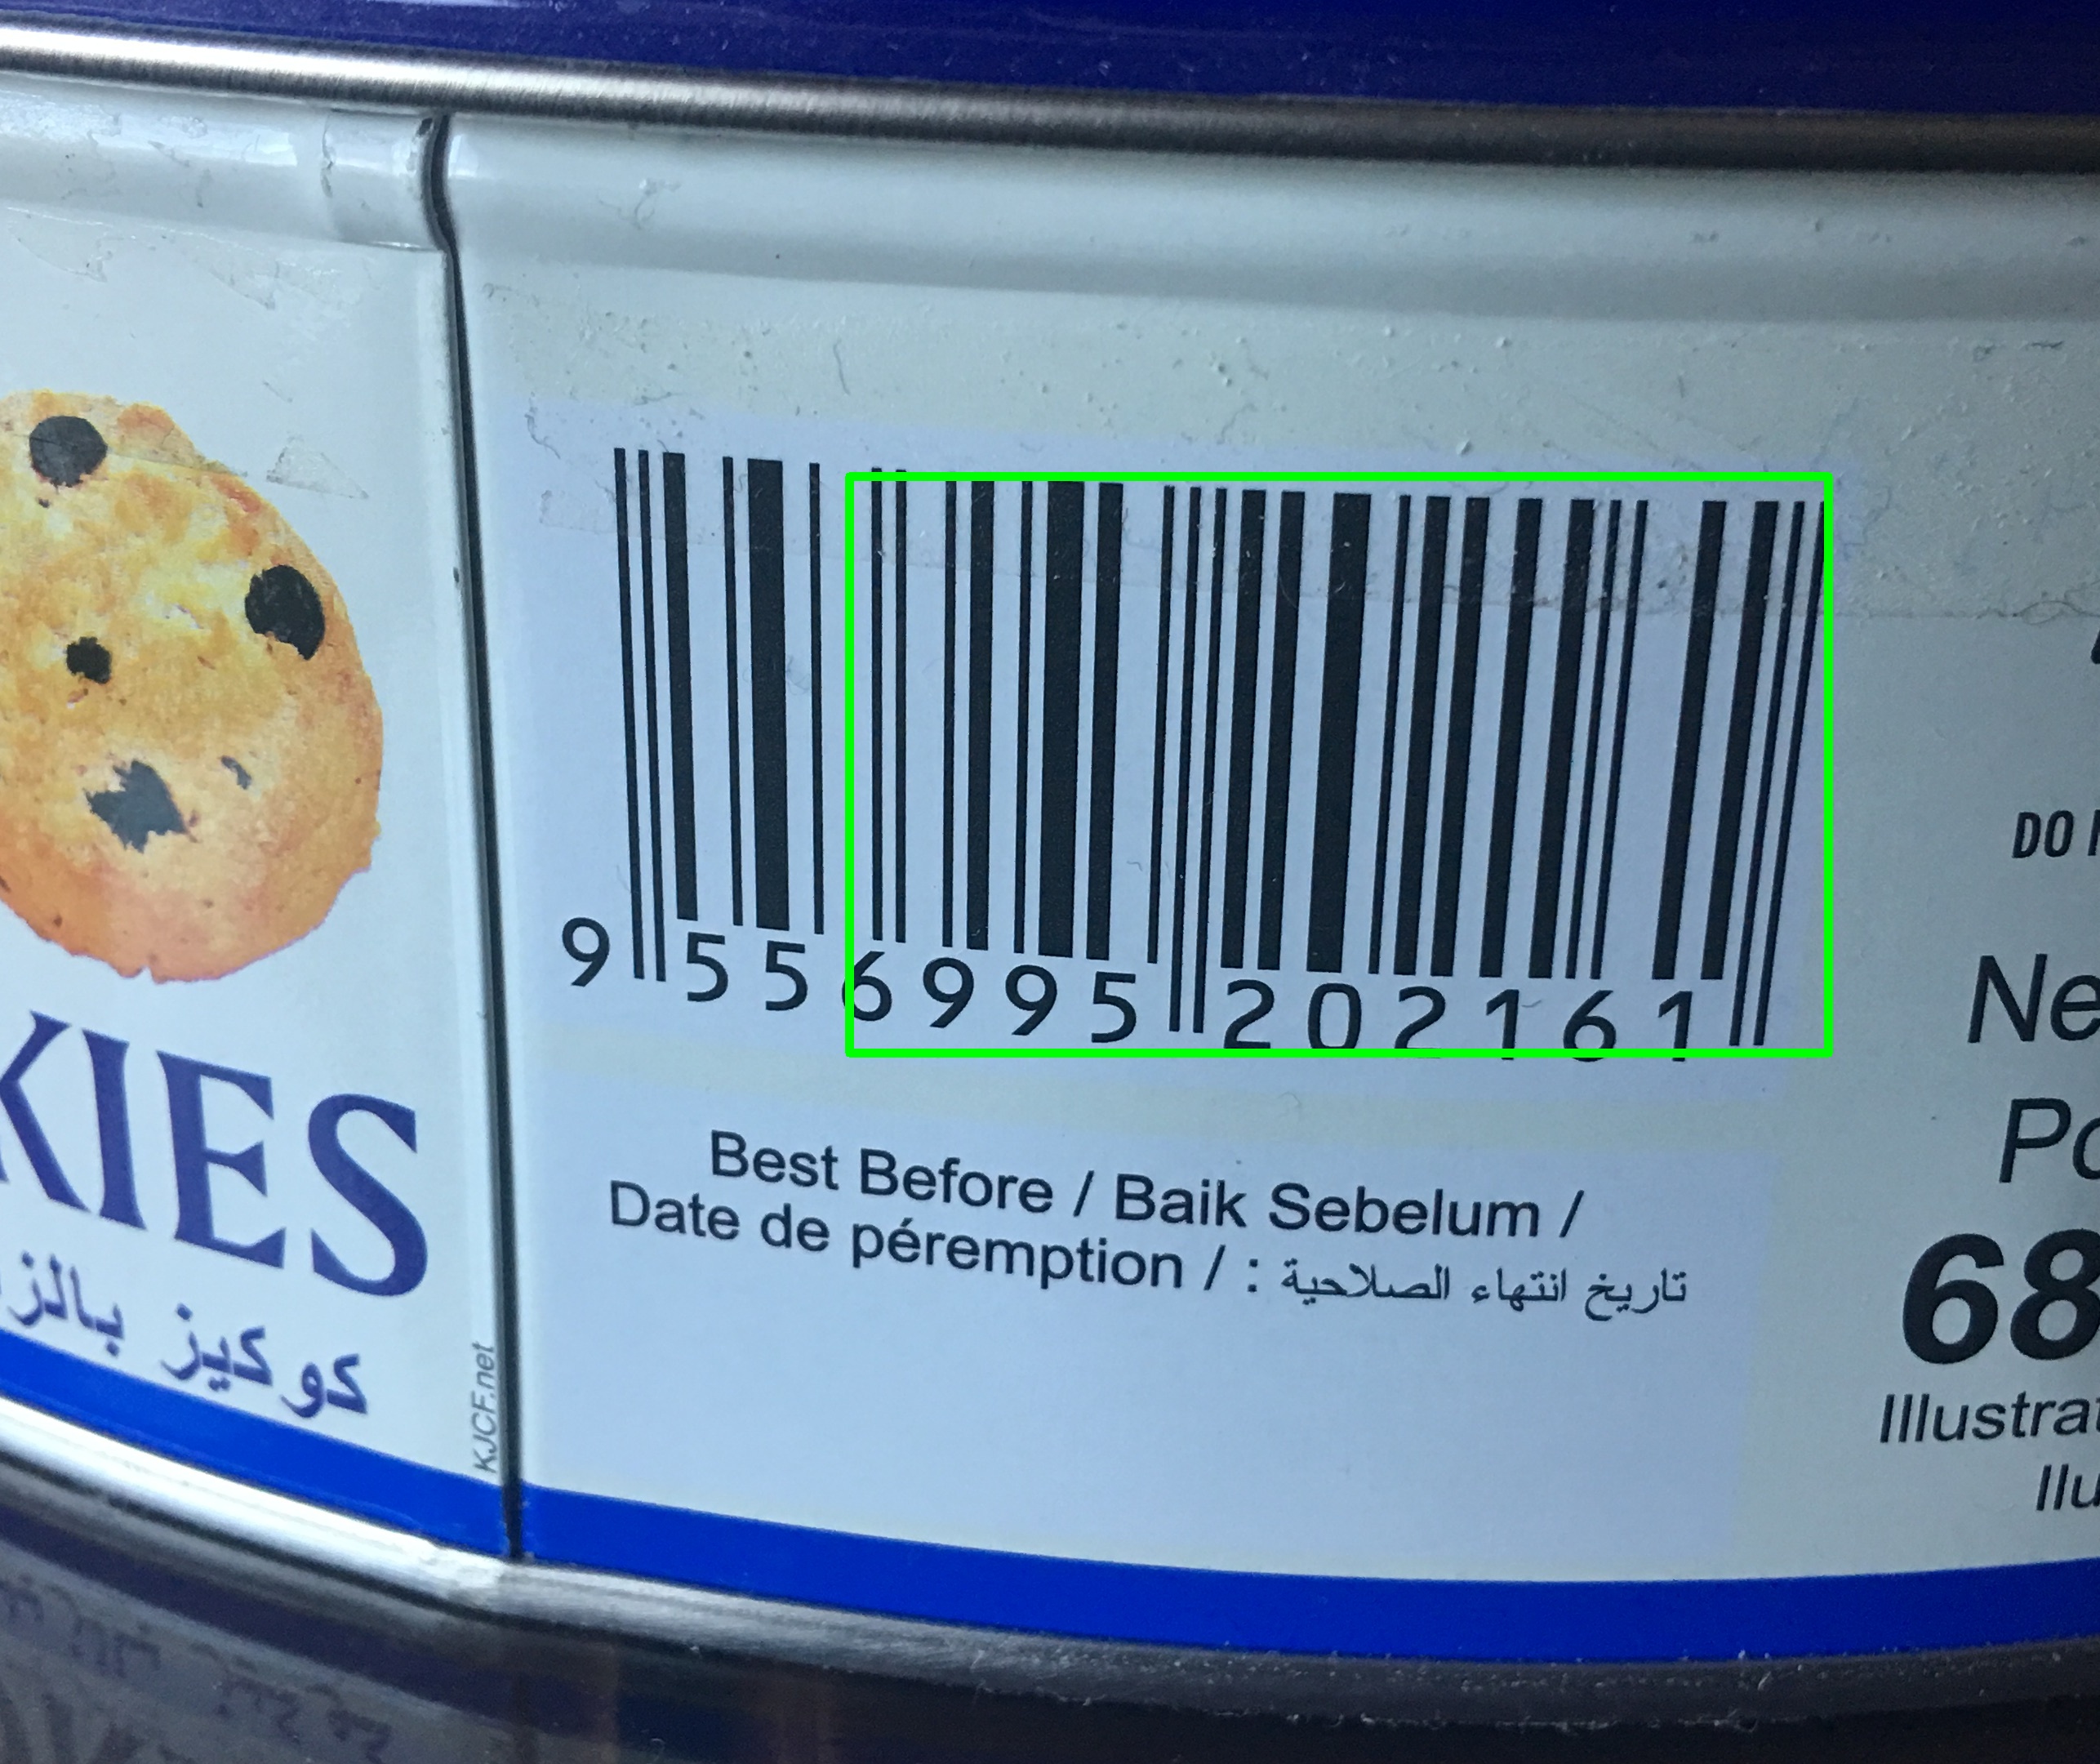 KIES
كوكيز بالز
KJCF.net
9 556995 202161
Best Before / Baik Sebelum /
Date de péremption / : تاريخ انتهاء الصلاحية
DO
Ne
Po
68
Illustrat
Ilu